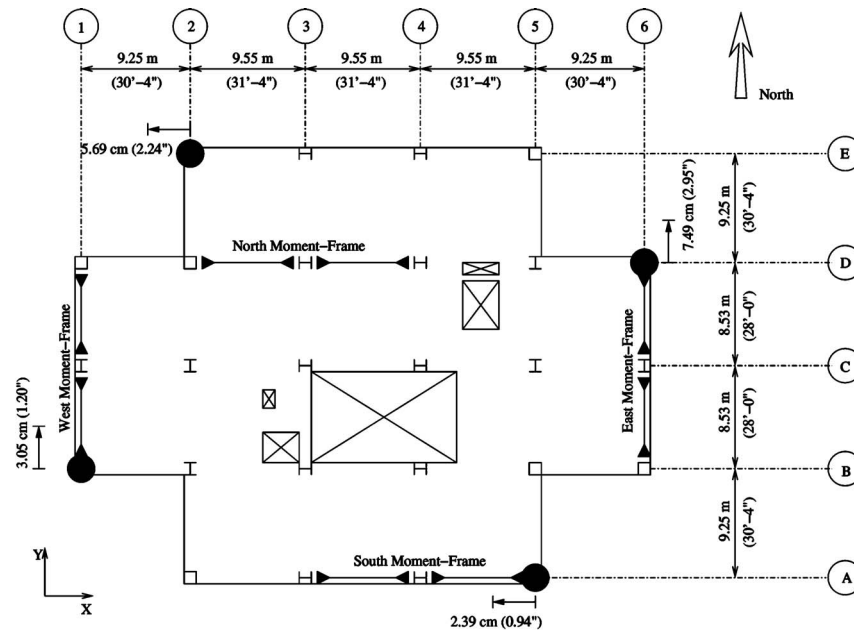 1 2 3 4 5 6
9.25 m 9.55 m 9.55 m 9.55 m 9.25 m
(30'–4") (31'–4") (31'–4") (31'–4") (30'–4")
North
5.69 cm (2.24")
E
7.49 cm (2.95")
9.25 m
(30'–4")
North Moment–Frame
D
West Moment–Frame
East Moment–Frame
8.53 m
(28'–0")
C
3.05 cm (1.20")
8.53 m
(28'–0")
B
9.25 m
(30'–4")
South Moment–Frame
Y
X
A
2.39 cm (0.94")